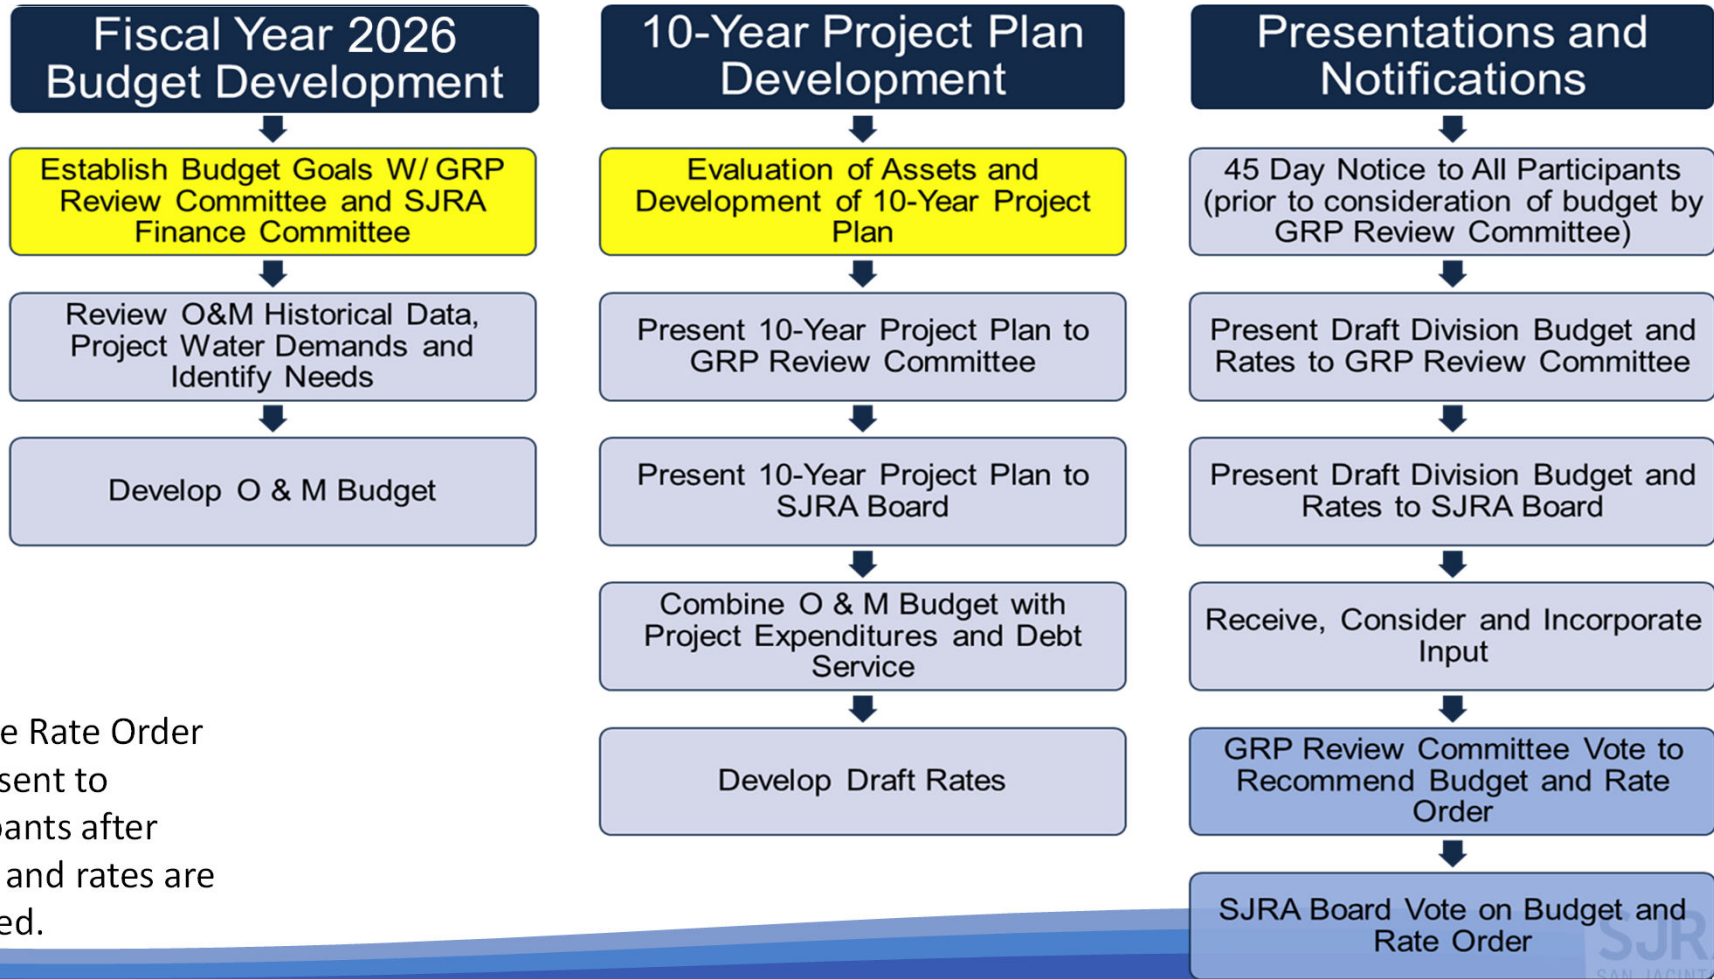 Fiscal Year 2026
Budget Development
Establish Budget Goals W/ GRP
Review Committee and SJRA
Finance Committee
Review O&M Historical Data,
Project Water Demands and
Identify Needs
Develop O & M Budget
10-Year Project Plan
Development
Evaluation of Assets and
Development of 10-Year Project
Plan
Present 10-Year Project Plan to
GRP Review Committee
Present 10-Year Project Plan to
SJRA Board
Combine O & M Budget with
Project Expenditures and Debt
Service
Develop Draft Rates
Presentations and
Notifications
45 Day Notice to All Participants
(prior to consideration of budget by
GRP Review Committee)
Present Draft Division Budget and
Rates to GRP Review Committee
Present Draft Division Budget and
Rates to SJRA Board
Receive, Consider and Incorporate
Input
GRP Review Committee Vote to
Recommend Budget and Rate
Order
SJRA Board Vote on Budget and
Rate Order
e Rate Order
sent to
pants after
and rates are
ed.
SJR
SAN JACINT